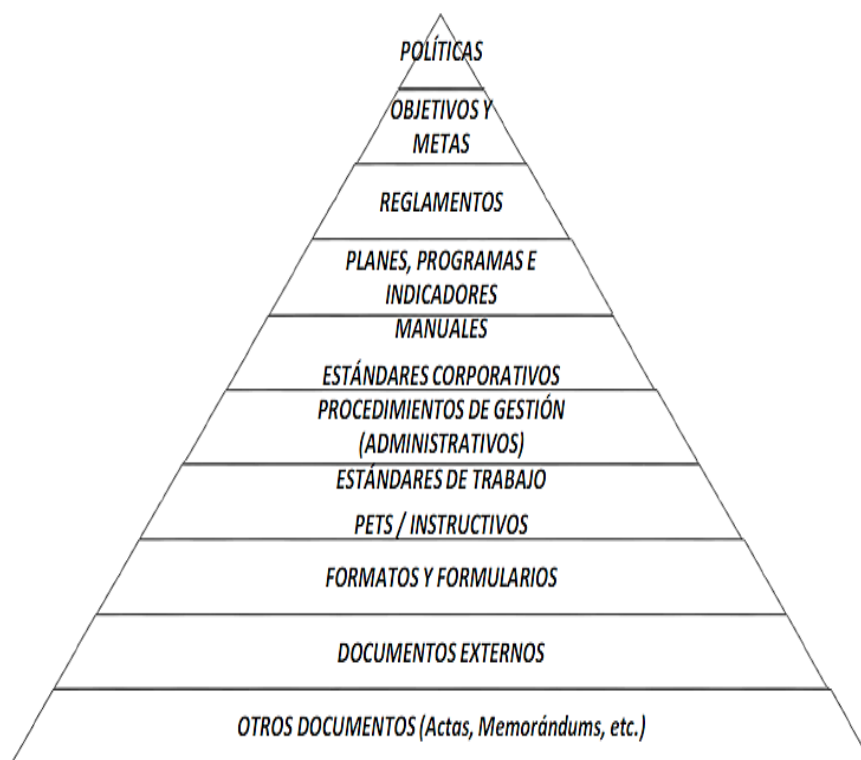 POLÍTICAS
OBJETIVOS Y
METAS
REGLAMENTOS
PLANES, PROGRAMAS E
INDICADORES
MANUALES
ESTÁNDARES CORPORATIVOS
PROCEDIMIENTOS DE GESTIÓN
(ADMINISTRATIVOS)
ESTÁNDARES DE TRABAJO
PETS / INSTRUCTIVOS
FORMATOS Y FORMULARIOS
DOCUMENTOS EXTERNOS
OTROS DOCUMENTOS (Actas, Memorándums, etc.)